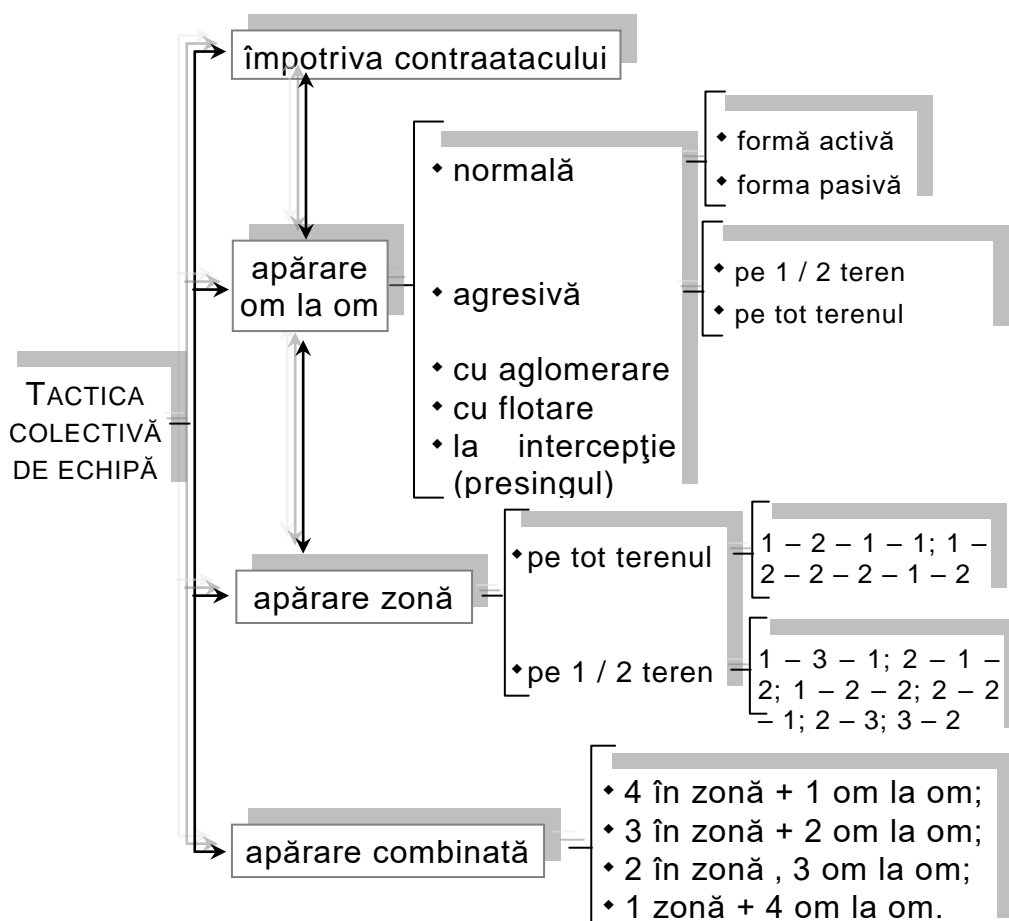 împotriva contraatacului
formă activă
normală
forma pasivă
apărare
om la om
pe 1 / 2 teren
agresivă
pe tot terenul
cu aglomerare
cu flotare
la intercepţie
(presingul)
TACTICA
COLECTIVĂ
DE ECHIPĂ
pe tot terenul
1 – 2 – 1 – 1; 1 –
2 – 2 – 2 – 1 – 2
apărare zonă
pe 1 / 2 teren
1 – 3 – 1; 2 – 1 –
2; 1 – 2 – 2; 2 – 2
– 1; 2 – 3; 3 – 2
apărare combinată
4 în zonă + 1 om la om;
3 în zonă + 2 om la om;
2 în zonă , 3 om la om;
1 zonă + 4 om la om.